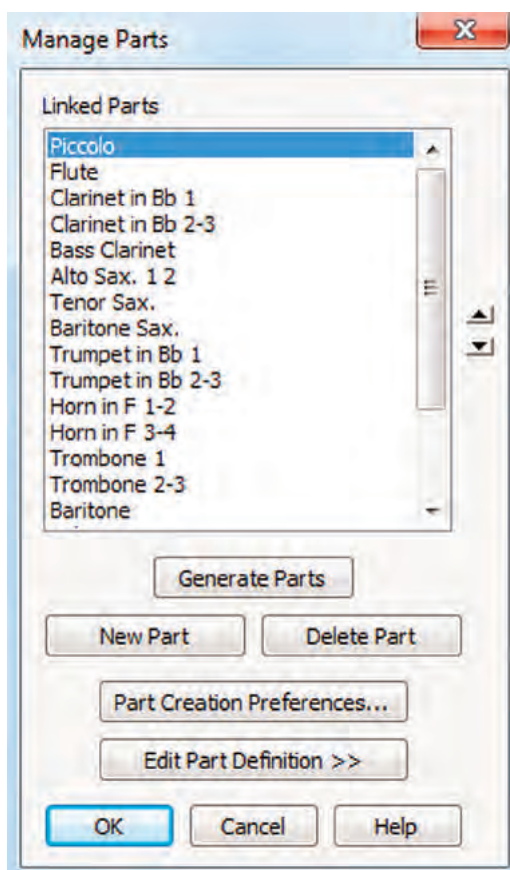 Manage Parts
Linked Parts
Piccolo
Flute
Clarinet in Bb 1
Clarinet in Bb 2-3
Bass Clarinet
Alto Sax. 1 2
Tenor Sax.
Baritone Sax.
Trumpet in Bb 1
Trumpet in Bb 2-3
Horn in F 1-2
Horn in F 3-4
Trombone 1
Trombone 2-3
Baritone
Generate Parts
New Part Delete Part
Part Creation Preferences...
Edit Part Definition >>
OK Cancel Help